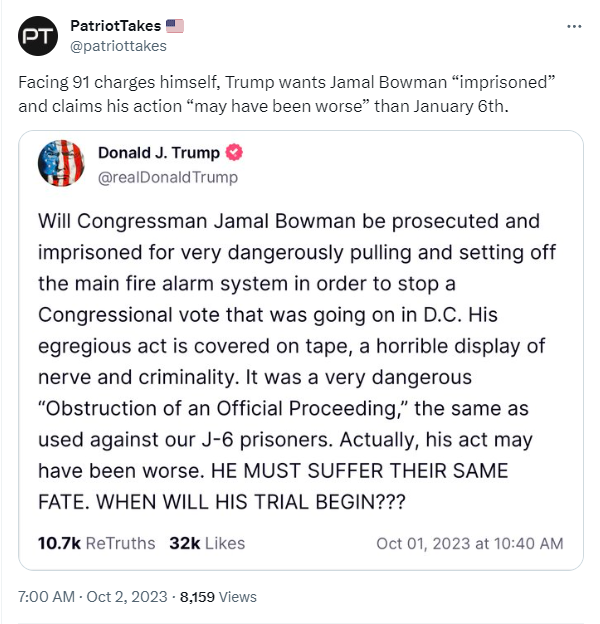 PT
PatriotTakes 🇺🇸
@patriottakes
Facing 91 charges himself, Trump wants Jamal Bowman “imprisoned”
and claims his action “may have been worse” than January 6th.
Donald J. Trump
@realDonaldTrump
Will Congressman Jamal Bowman be prosecuted and
imprisoned for very dangerously pulling and setting off
the main fire alarm system in order to stop a
Congressional vote that was going on in D.C. His
egregious act is covered on tape, a horrible display of
nerve and criminality. It was a very dangerous
“Obstruction of an Official Proceeding,” the same as
used against our J-6 prisoners. Actually, his act may
have been worse. HE MUST SUFFER THEIR SAME
FATE. WHEN WILL HIS TRIAL BEGIN???
10.7k ReTruths 32k Likes Oct 01, 2023 at 10:40 AM
7:00 AM · Oct 2, 2023 · 8,159 Views